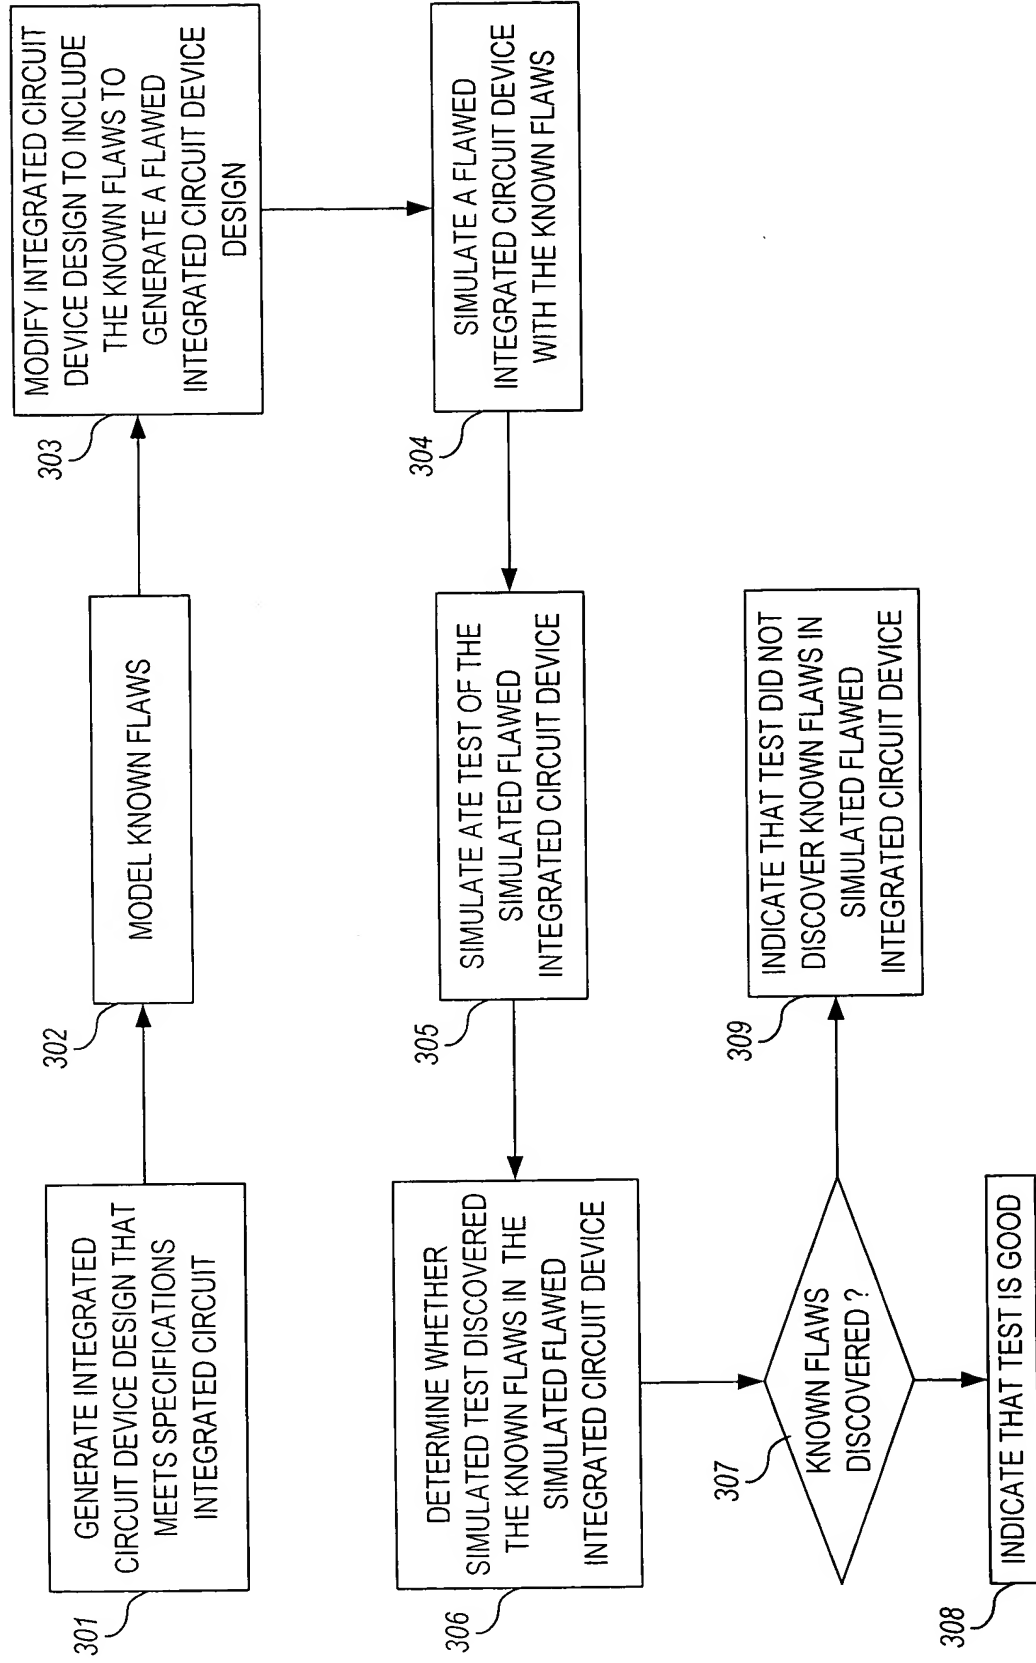 GENERATE INTEGRATED
CIRCUIT DEVICE DESIGN THAT
MEETS SPECIFICATIONS
INTEGRATED CIRCUIT
301
MODEL KNOWN FLAWS
302
MODIFY INTEGRATED CIRCUIT
DEVICE DESIGN TO INCLUDE
THE KNOWN FLAWS TO
GENERATE A FLAWED
INTEGRATED CIRCUIT DEVICE
DESIGN
303
SIMULATE A FLAWED
INTEGRATED CIRCUIT DEVICE
WITH THE KNOWN FLAWS
304
SIMULATE ATE TEST OF THE
SIMULATED FLAWED
INTEGRATED CIRCUIT DEVICE
305
DETERMINE WHETHER
SIMULATED TEST DISCOVERED
THE KNOWN FLAWS IN THE
SIMULATED FLAWED
INTEGRATED CIRCUIT DEVICE
306
KNOWN FLAWS
DISCOVERED ?
307
INDICATE THAT TEST IS GOOD
308
INDICATE THAT TEST DID NOT
DISCOVER KNOWN FLAWS IN
SIMULATED FLAWED
INTEGRATED CIRCUIT DEVICE
309